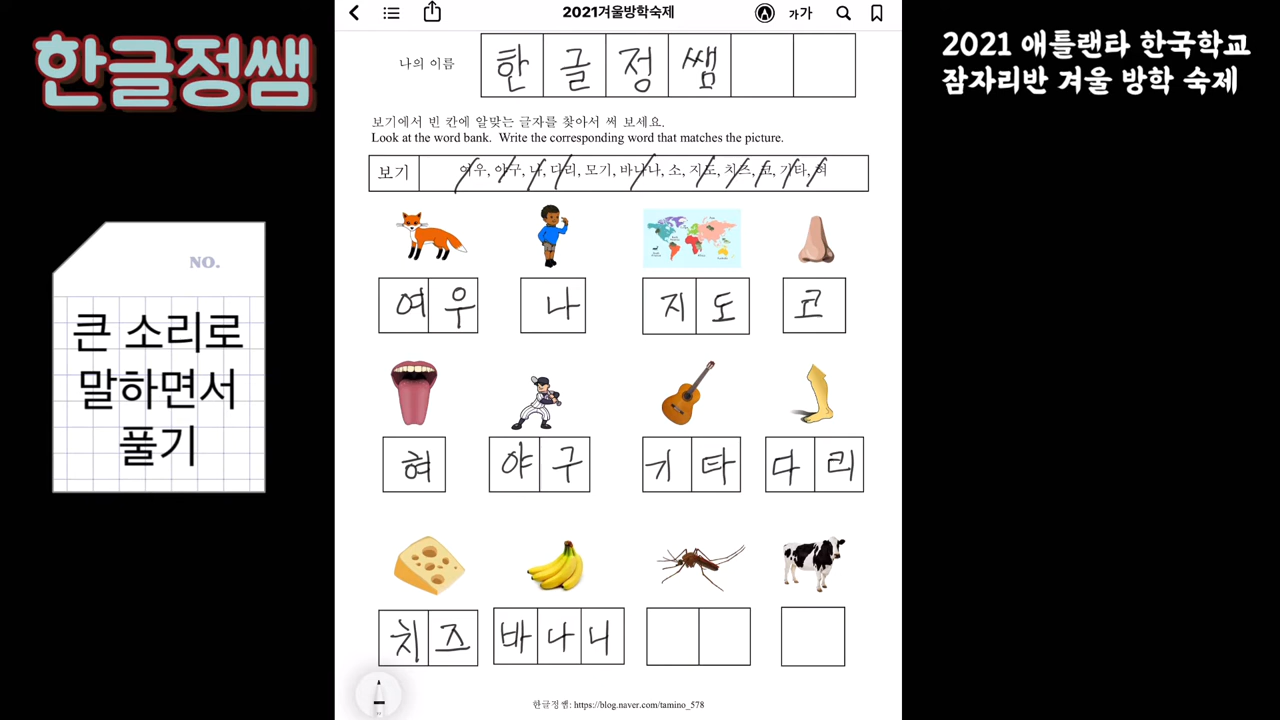 한글정쌤
2021 애틀랜타 한국학교
잠자리반 겨울 방학 숙제
NO.
큰 소리로
말하면서
풀기
2021겨울방학숙제
가가
나의 이름 한글정쌤
보기에서 빈 칸에 알맞는 글자를 찾아서 써 보세요.
Look at the word bank. Write the corresponding word that matches the picture.
보기 여우, 야구, 나, 다리, 모기, 바나나, 소, 지도, 치즈, 코, 기타, 혀
여우 나 지도 코
혀 야구 기타 다리
치즈 바나니
한글정쌤: https://blog.naver.com/tamino_578